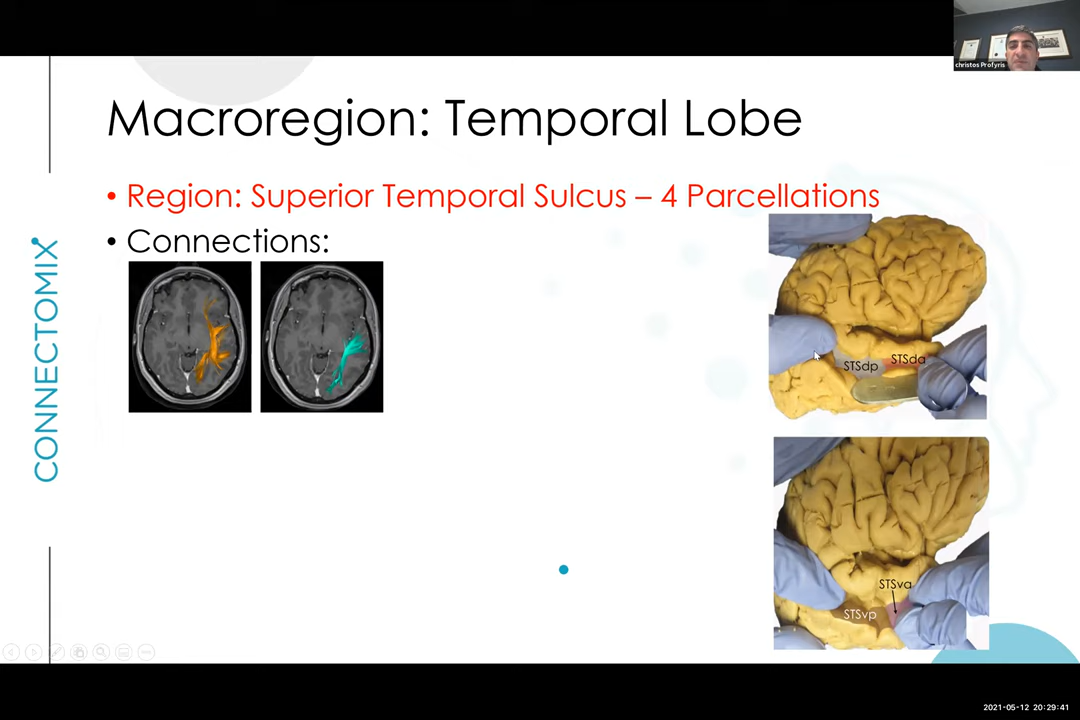 christos Profyris
Macroregion: Temporal Lobe
• Region: Superior Temporal Sulcus – 4 Parcellations
• Connections:
CONNECTOMIX
STSdp
STSda
STSva
STSvp
2021-05-12 20:29:41